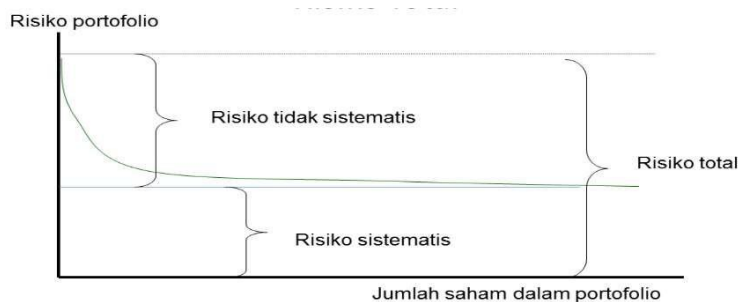 Risiko portofolio
Risiko tidak sistematis
Risiko total
Risiko sistematis
Jumlah saham dalam portofolio